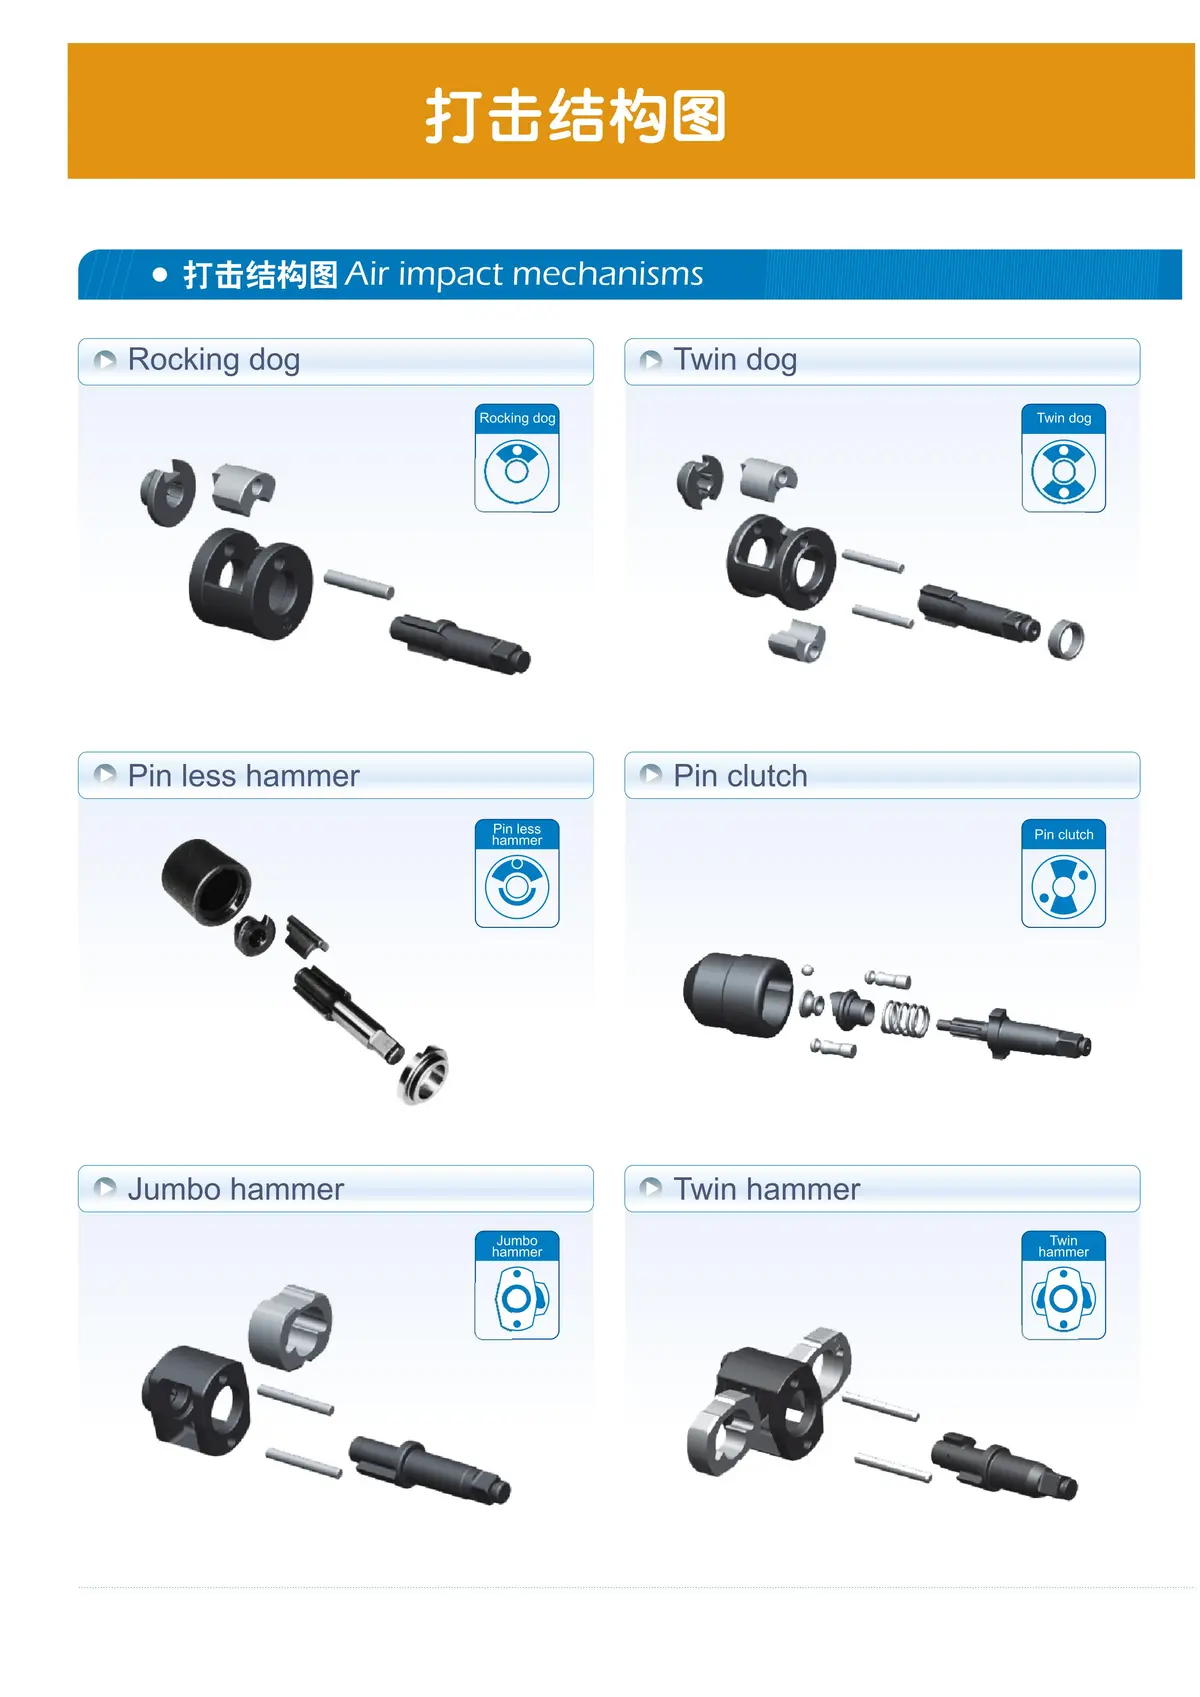 打击结构图
● 打击结构图 Air impact mechanisms
Rocking dog
Rocking dog
Twin dog
Twin dog
Pin less hammer
Pin less
hammer
Pin clutch
Pin clutch
Jumbo hammer
Jumbo
hammer
Twin hammer
Twin
hammer